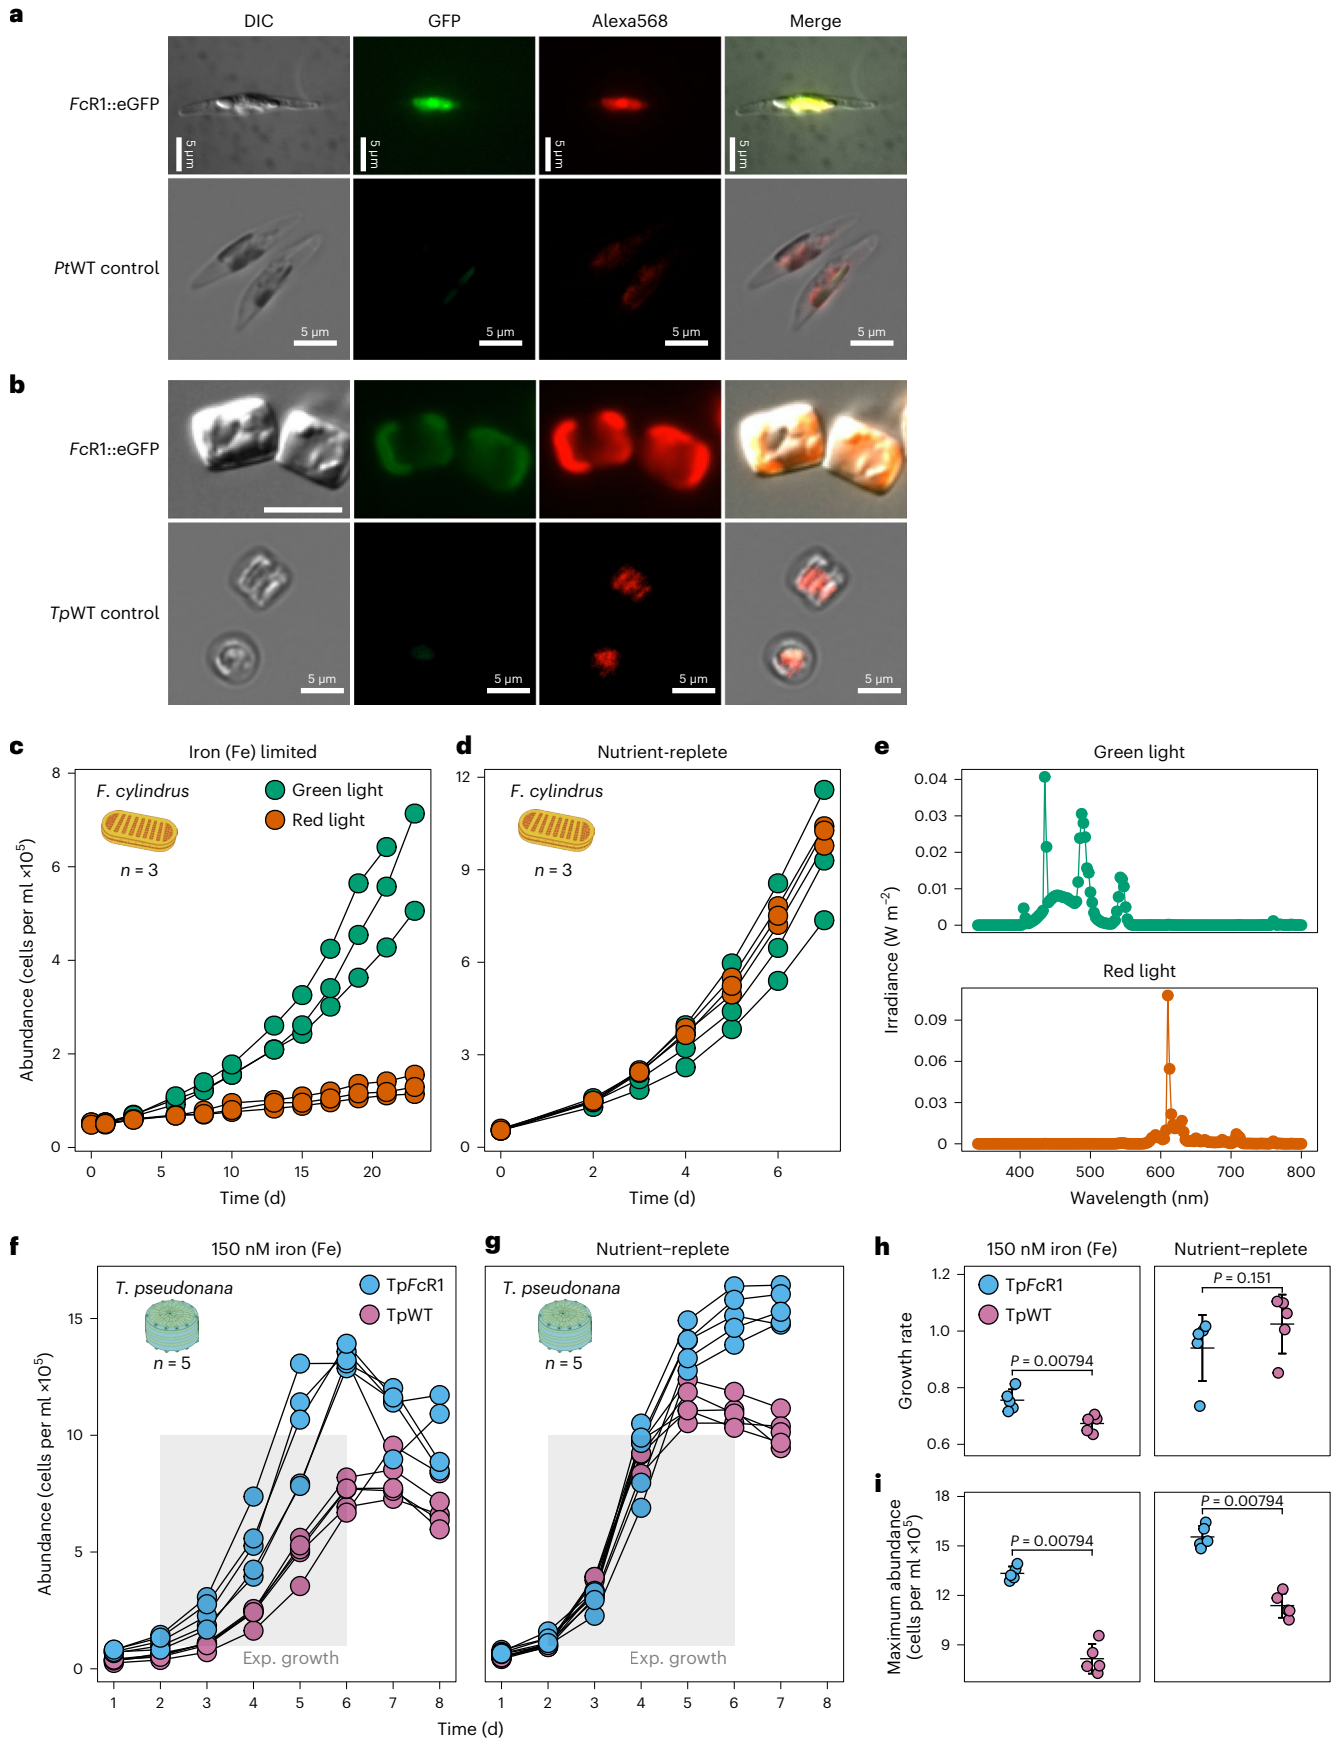 a
DIC GFP Alexa568 Merge
FcR1::eGFP
5 µm 5 µm 5 µm 5 µm
PtWT control
5 µm 5 µm 5 µm 5 µm
b
FcR1::eGFP
TpWT control
5 µm 5 µm 5 µm 5 µm
c
Iron (Fe) limited
F. cylindrus
n = 3
Green light
Red light
Abundance (cells per ml ×10⁵)
8
6
4
2
0
0 5 10 15 20
Time (d)
d
Nutrient-replete
F. cylindrus
n = 3
12
9
6
3
0
0 2 4 6
Time (d)
e
Green light
0.04
0.03
0.02
0.01
0
Irradiance (W m⁻²)
Red light
0.09
0.06
0.03
0
400 500 600 700 800
Wavelength (nm)
f
150 nM iron (Fe)
T. pseudonana
n = 5
TpFcR1
TpWT
Abundance (cells per ml ×10⁵)
15
10
5
0
Exp. growth
1 2 3 4 5 6 7 8
g
Nutrient–replete
T. pseudonana
n = 5
Exp. growth
1 2 3 4 5 6 7 8
Time (d)
h
150 nM iron (Fe) Nutrient–replete
TpFcR1
TpWT
Growth rate
1.2
1.0
0.8
0.6
P = 0.00794
P = 0.151
i
Maximum abundance
(cells per ml ×10⁵)
18
15
12
9
P = 0.00794
P = 0.00794